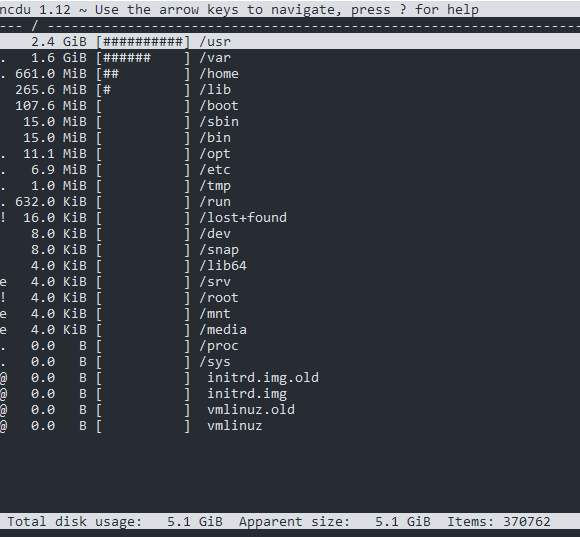 ncdu 1.12 ~ Use the arrow keys to navigate, press ? for help
--- / ----------------------------------------------------------------------
    2.4 GiB [##########] /usr
.   1.6 GiB [######    ] /var
. 661.0 MiB [##        ] /home
  265.6 MiB [#         ] /lib
  107.6 MiB [          ] /boot
   15.0 MiB [          ] /sbin
   15.0 MiB [          ] /bin
.  11.1 MiB [          ] /opt
.   6.9 MiB [          ] /etc
.   1.0 MiB [          ] /tmp
. 632.0 KiB [          ] /run
!  16.0 KiB [          ] /lost+found
    8.0 KiB [          ] /dev
    8.0 KiB [          ] /snap
    4.0 KiB [          ] /lib64
e   4.0 KiB [          ] /srv
!   4.0 KiB [          ] /root
e   4.0 KiB [          ] /mnt
e   4.0 KiB [          ] /media
.   0.0   B [          ] /proc
.   0.0   B [          ] /sys
@   0.0   B [          ]  initrd.img.old
@   0.0   B [          ]  initrd.img
@   0.0   B [          ]  vmlinuz.old
@   0.0   B [          ]  vmlinuz
Total disk usage:   5.1 GiB  Apparent size:   5.1 GiB  Items: 370762